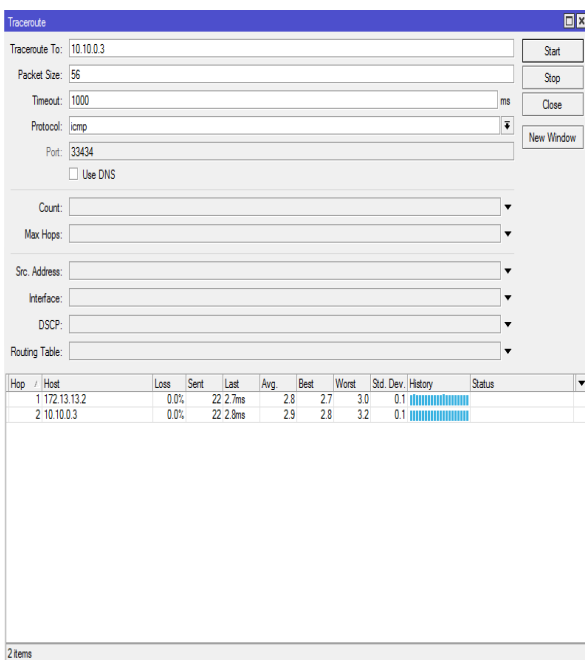 Traceroute
Traceroute To: 10.10.0.3
Start
Packet Size: 56
Stop
Timeout: 1000 ms
Close
Protocol: icmp
New Window
Port: 33434
Use DNS
Count:
Max Hops:
Src. Address:
Interface:
DSCP:
Routing Table:
Hop / Host Loss Sent Last Avg. Best Worst Std. Dev. History Status
1 172.13.13.2 0.0% 22 2.7ms 2.8 2.7 3.0 0.1
2 10.10.0.3 0.0% 22 2.8ms 2.9 2.8 3.2 0.1
2 items